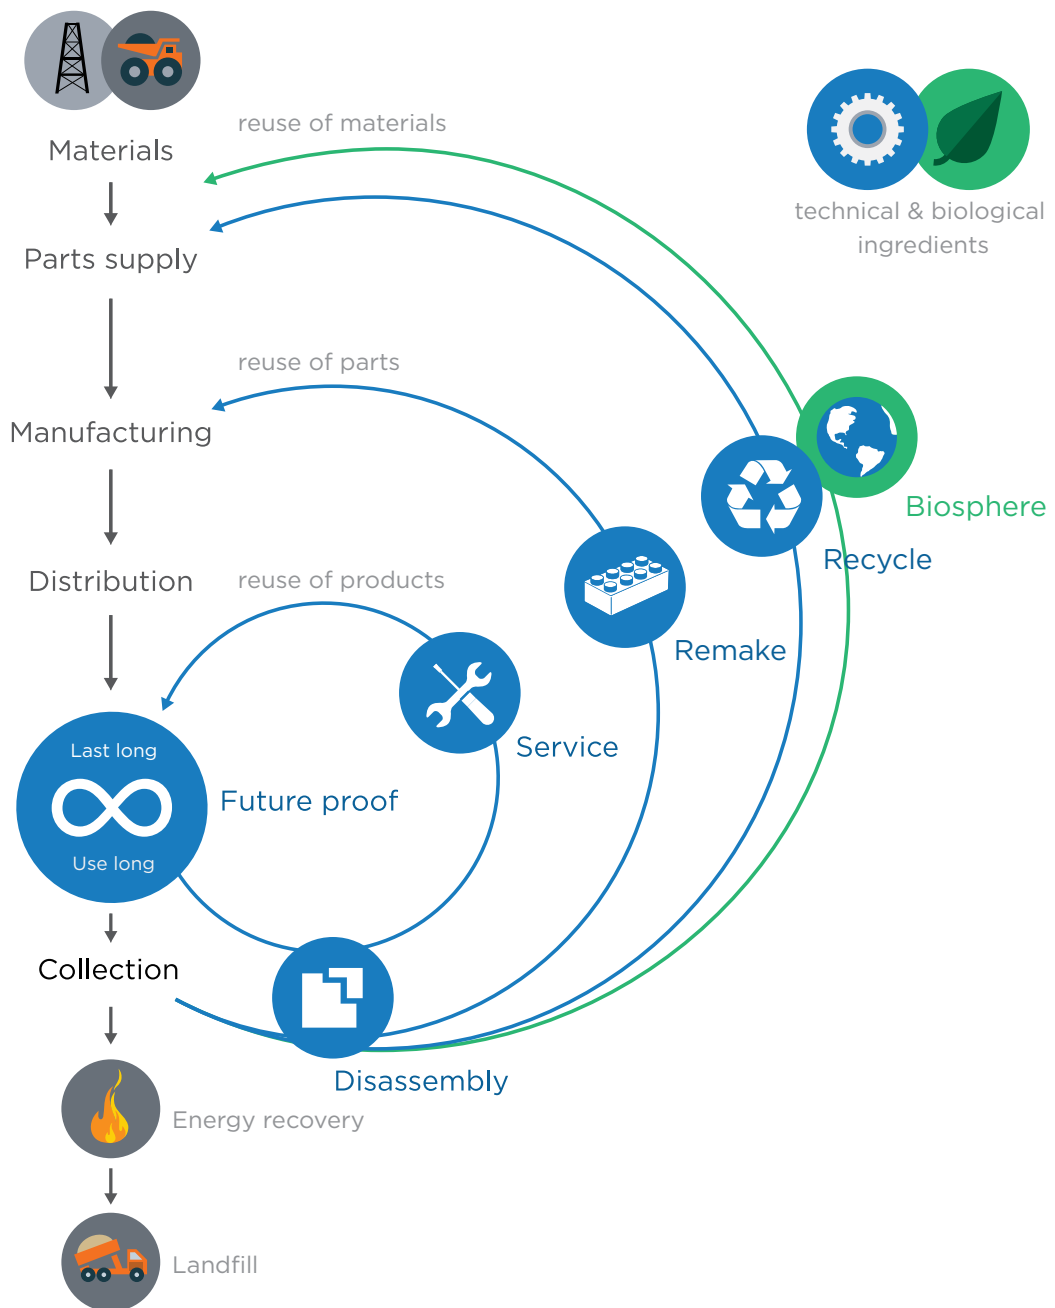 reuse of materials
Materials
technical & biological
ingredients
Parts supply
reuse of parts
Manufacturing
Biosphere
Recycle
Distribution
reuse of products
Remake
Service
Last long
Future proof
Use long
Collection
Disassembly
Energy recovery
Landfill